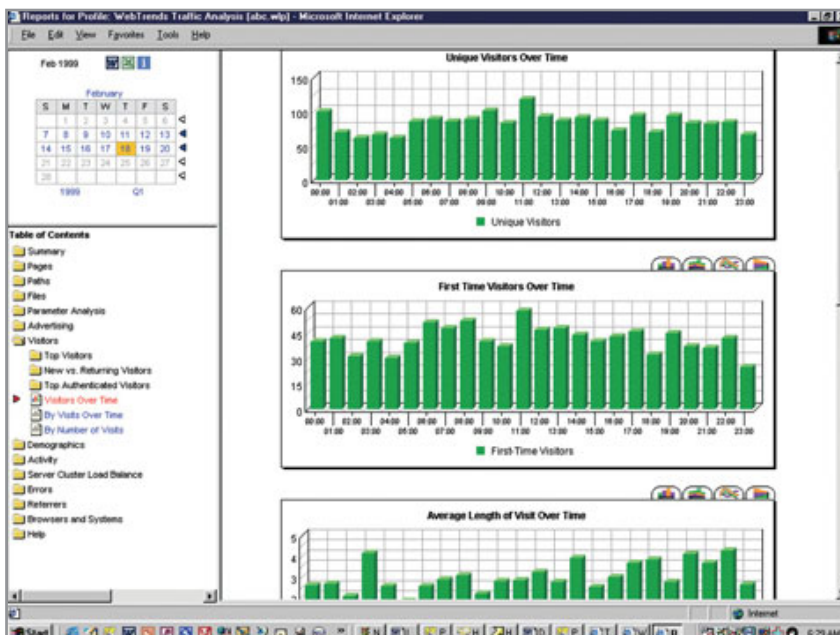 Reports for Profile: WebTrends Traffic Analysis [abc.wlp] - Microsoft Internet Explorer
File Edit View Favorites Tools Help
Feb 1999
February
S M T W T F S
1 2 3 4 5 6
7 8 9 10 11 12 13
14 15 16 17 18 19 20
21 22 23 24 25 26 27
28
1999 Q1
Table of Contents
Summary
Pages
Paths
Files
Parameter Analysis
Advertising
Visitors
Top Visitors
New vs. Returning Visitors
Top Authenticated Visitors
Visitors Over Time
By Visits Over Time
By Number of Visits
Demographics
Activity
Server Cluster Load Balance
Errors
Referrers
Browsers and Systems
Help
Unique Visitors Over Time
150
100
50
0
00:00 02:00 04:00 06:00 08:00 10:00 12:00 14:00 16:00 18:00 20:00 22:00
01:00 03:00 05:00 07:00 09:00 11:00 13:00 15:00 17:00 19:00 21:00 23:00
Unique Visitors
First Time Visitors Over Time
60
45
30
15
0
00:00 02:00 04:00 06:00 08:00 10:00 12:00 14:00 16:00 18:00 20:00 22:00
01:00 03:00 05:00 07:00 09:00 11:00 13:00 15:00 17:00 19:00 21:00 23:00
First-Time Visitors
Average Length of Visit Over Time
5
4
3
2
Internet
Start